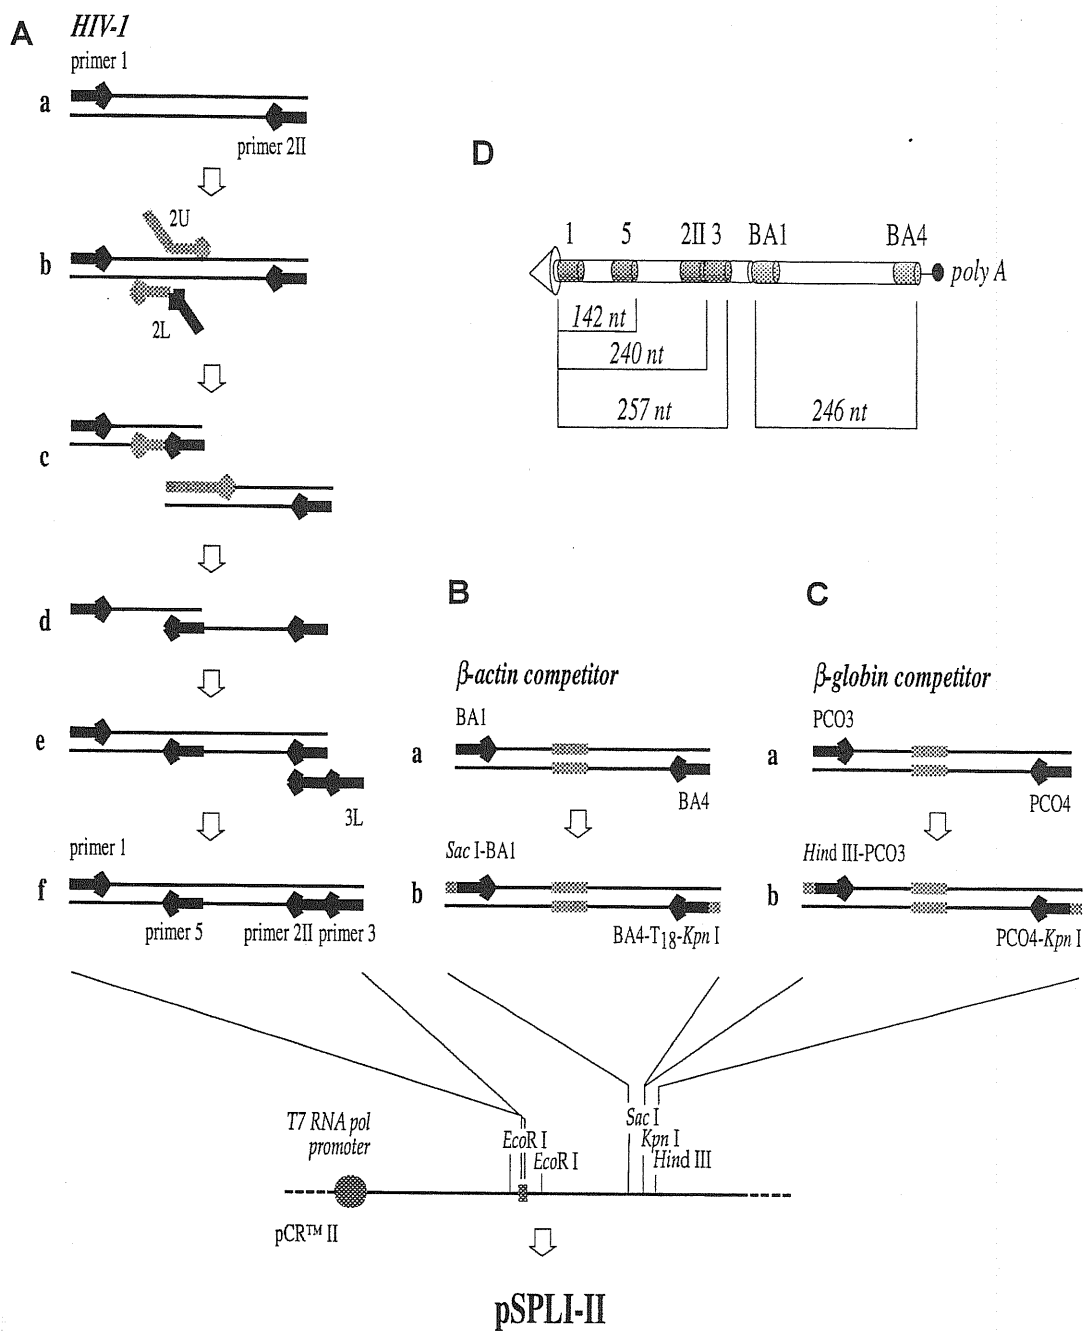 A
HIV-1
primer 1
a
primer 2II
2U
b
2L
c
d
e
3L
primer 1
f
primer 5 primer 2II primer 3
D
1 5 2II 3 BA1 BA4
poly A
142 nt
240 nt
257 nt 246 nt
B
β-actin competitor
BA1
a
BA4
Sac I-BA1
b
BA4-T18-Kpn I
C
β-globin competitor
PCO3
a
PCO4
Hind III-PCO3
b
PCO4-Kpn I
T7 RNA pol
promoter
EcoR I
EcoR I
Sac I
Kpn I
Hind III
pCR™ II
pSPLI-II